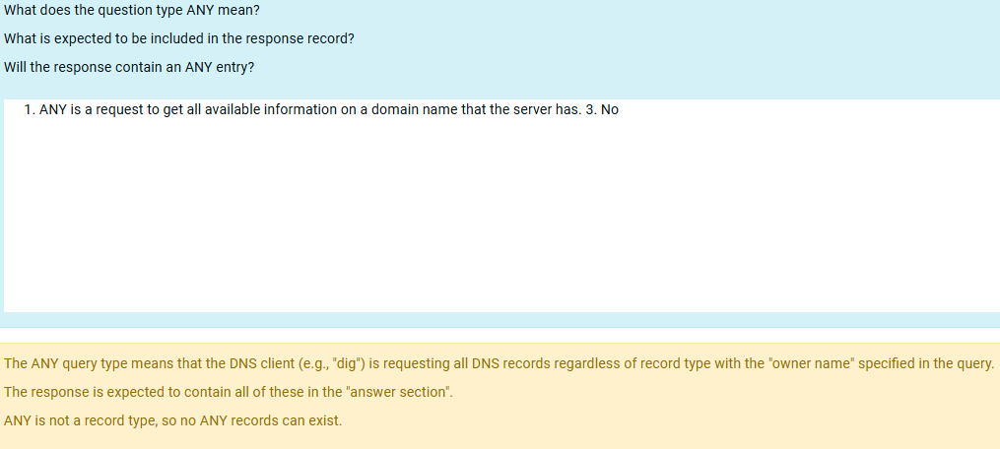 What does the question type ANY mean?
What is expected to be included in the response record?
Will the response contain an ANY entry?
1. ANY is a request to get all available information on a domain name that the server has. 3. No
The ANY query type means that the DNS client (e.g., "dig") is requesting all DNS records regardless of record type with the "owner name" specified in the query.
The response is expected to contain all of these in the "answer section".
ANY is not a record type, so no ANY records can exist.